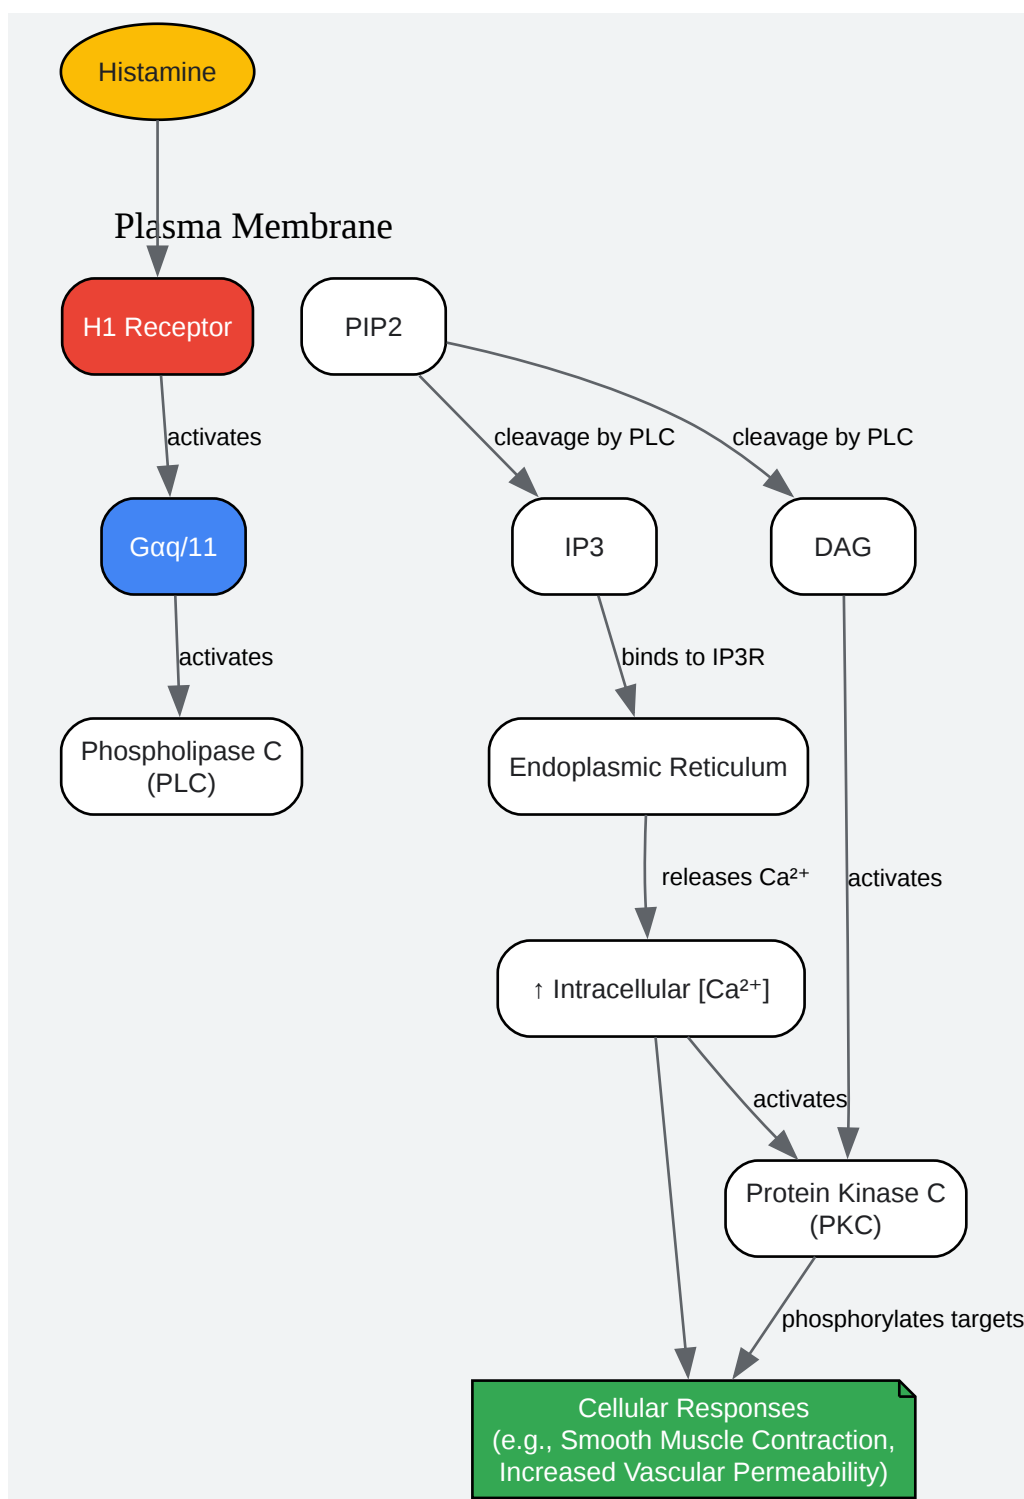 Histamine
Plasma Membrane
H1 Receptor
PIP2
activates
cleavage by PLC
cleavage by PLC
Gαq/11
IP3
DAG
activates
binds to IP3R
Phospholipase C
(PLC)
Endoplasmic Reticulum
releases Ca²⁺
activates
↑ Intracellular [Ca²⁺]
activates
Protein Kinase C
(PKC)
phosphorylates targets
Cellular Responses
(e.g., Smooth Muscle Contraction,
Increased Vascular Permeability)